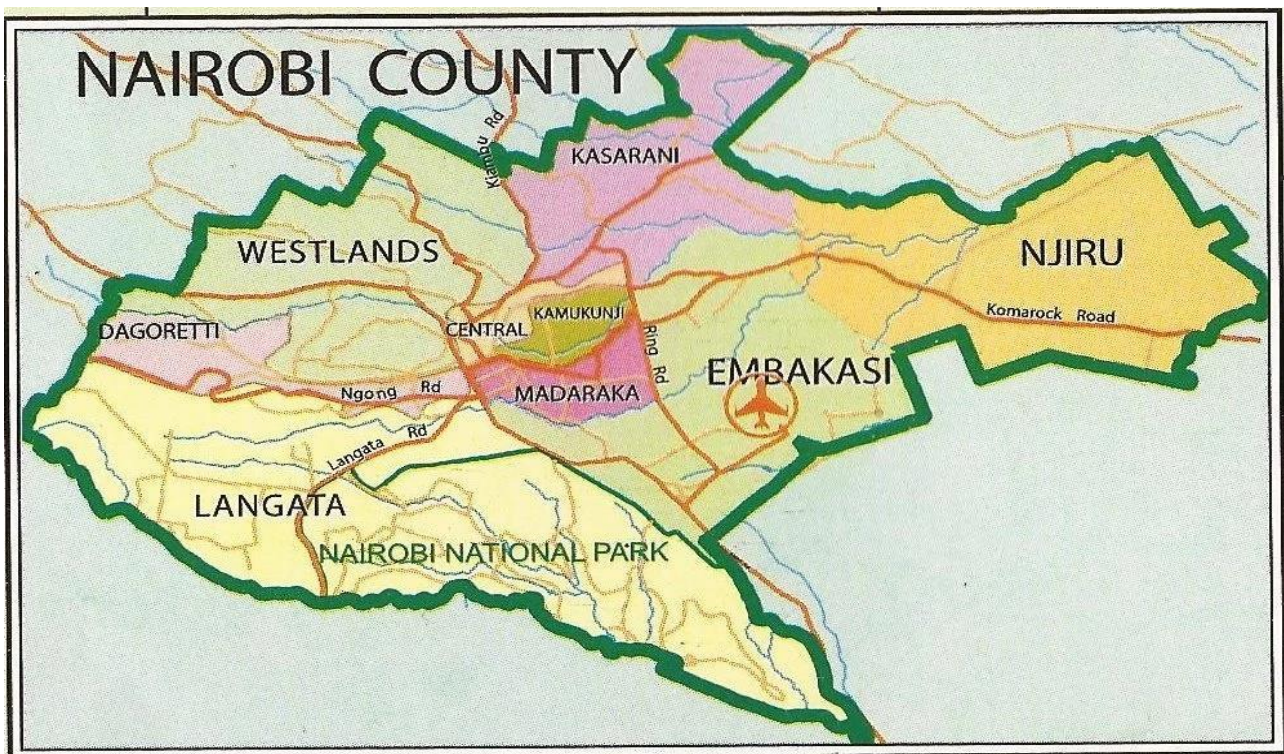 NAIROBI COUNTY
Kiambu Rd
KASARANI
WESTLANDS
NJIRU
Komarock Road
DAGORETTI
CENTRAL
KAMUKUNJI
Ring Rd
EMBAKASI
Ngong Rd
MADARAKA
Langata Rd
LANGATA
NAIROBI NATIONAL PARK